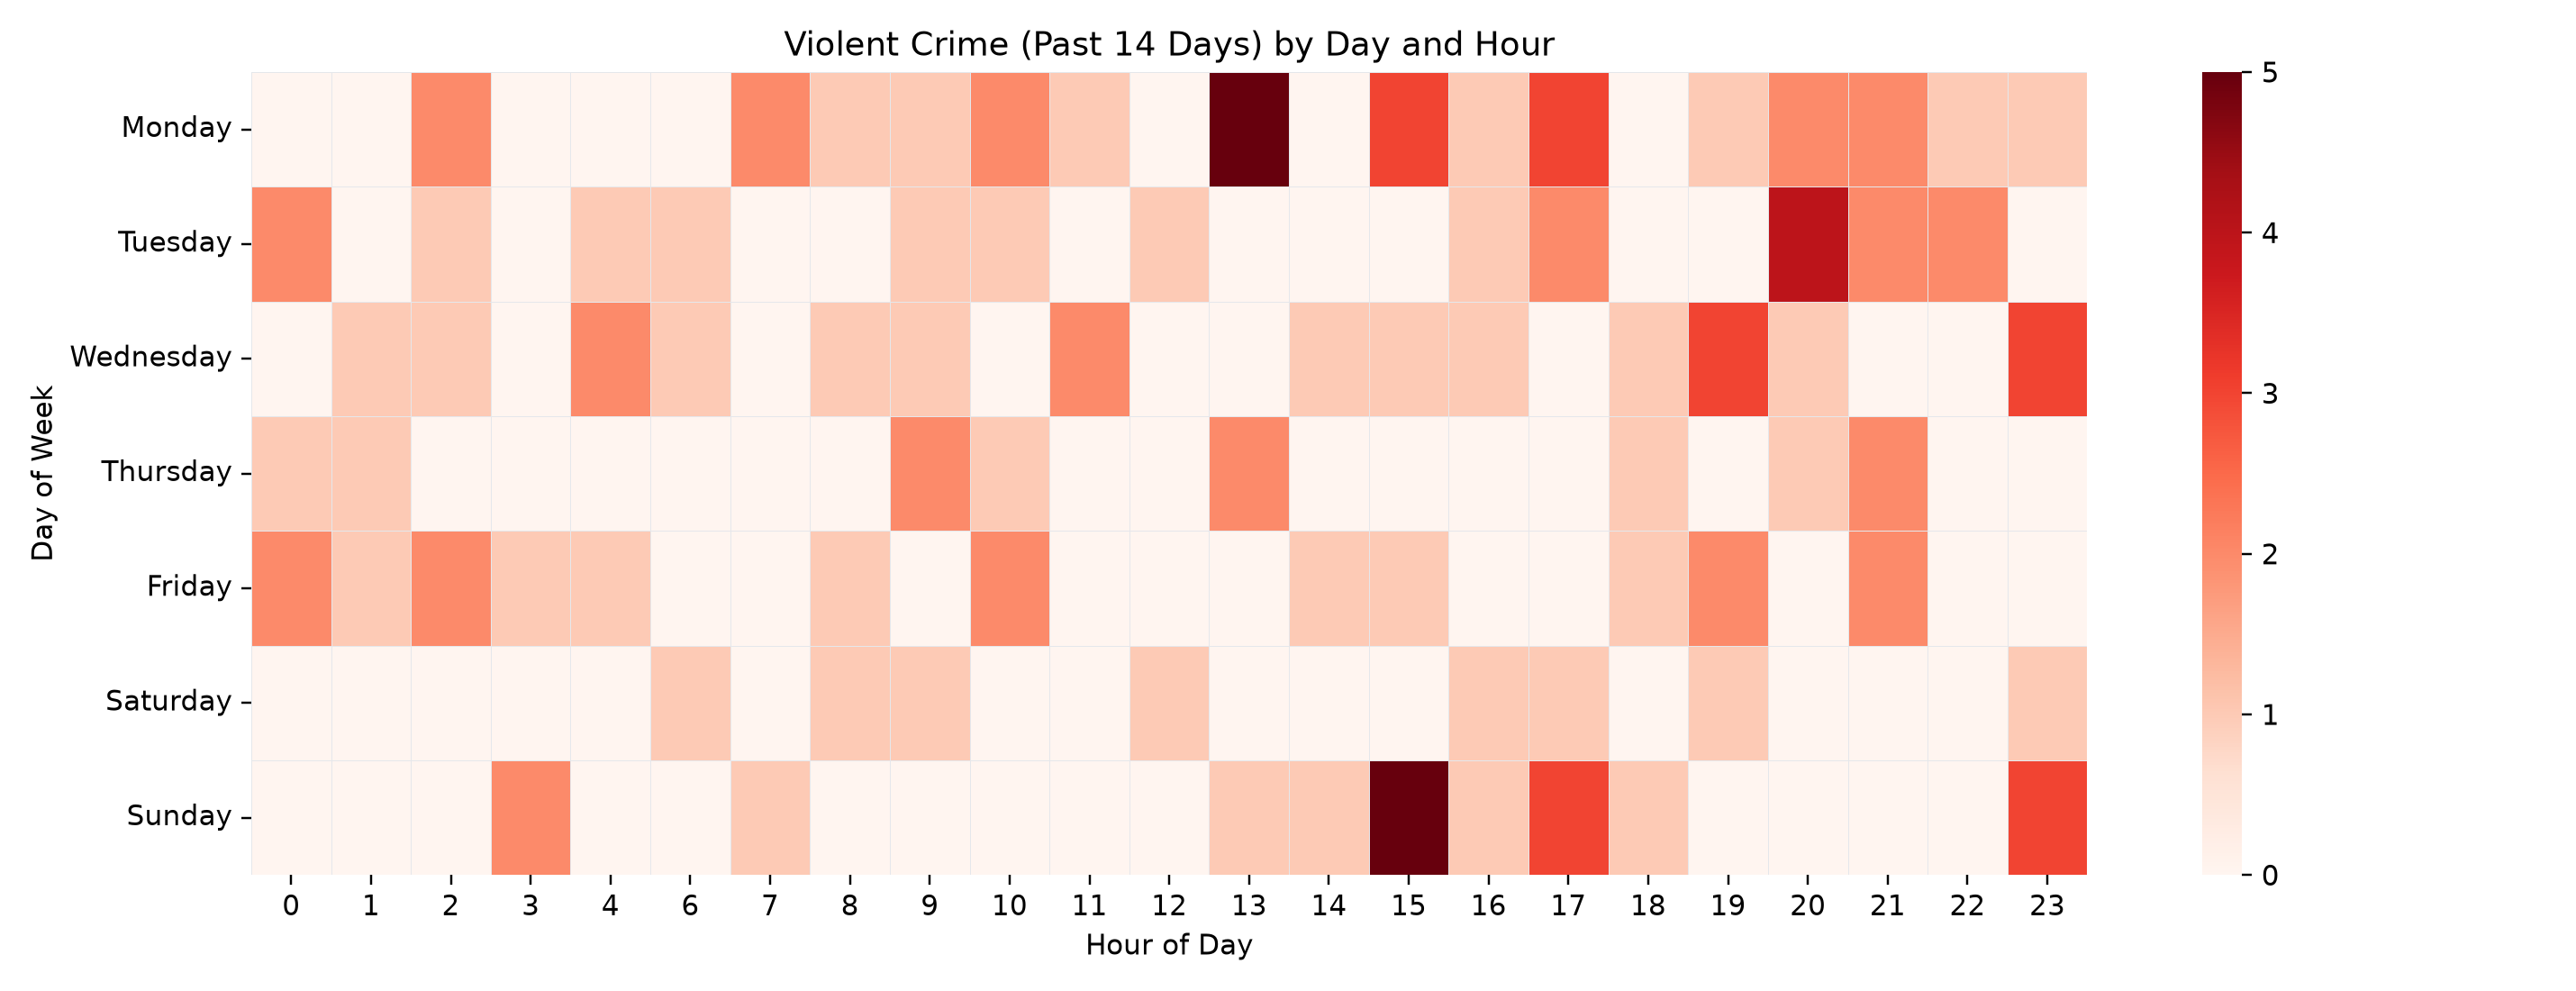 Violent Crime (Past 14 Days) by Day and Hour
Day of Week
Monday
Tuesday
Wednesday
Thursday
Friday
Saturday
Sunday
0 1 2 3 4 6 7 8 9 10 11 12 13 14 15 16 17 18 19 20 21 22 23
Hour of Day
5
4
3
2
1
0